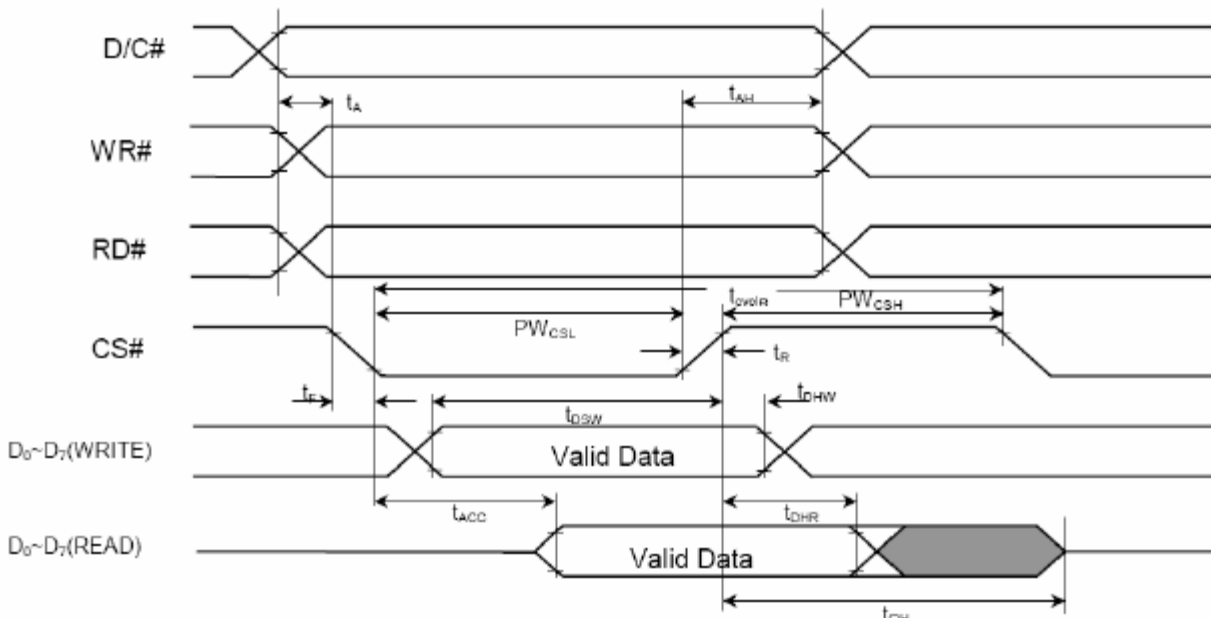 D/C#
tA
tAH
WR#
RD#
tcycle
PWCSH
PWCSL
CS#
tR
tF
tDHW
tDSW
D0~D7(WRITE)
Valid Data
tACC
tDHR
D0~D7(READ)
Valid Data